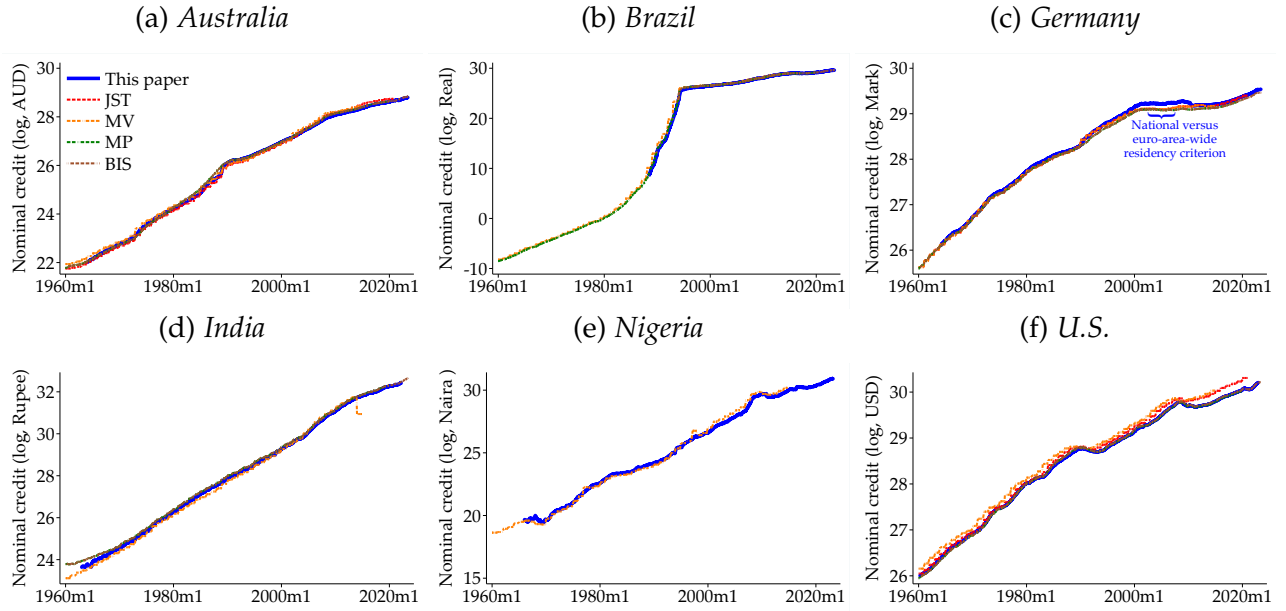 (a) Australia
(b) Brazil
(c) Germany
Nominal credit (log, AUD)
30
28
26
24
22
This paper
JST
MV
MP
BIS
1960m1 1980m1 2000m1 2020m1
Nominal credit (log, Real)
30
20
10
0
-10
1960m1 1980m1 2000m1 2020m1
Nominal credit (log, Mark)
30
29
28
27
26
National versus
euro-area-wide
residency criterion
1960m1 1980m1 2000m1 2020m1
(d) India
(e) Nigeria
(f) U.S.
Nominal credit (log, Rupee)
32
30
28
26
24
1960m1 1980m1 2000m1 2020m1
Nominal credit (log, Naira )
30
25
20
15
1960m1 1980m1 2000m1 2020m1
Nominal credit (log, USD)
30
29
28
27
26
1960m1 1980m1 2000m1 2020m1